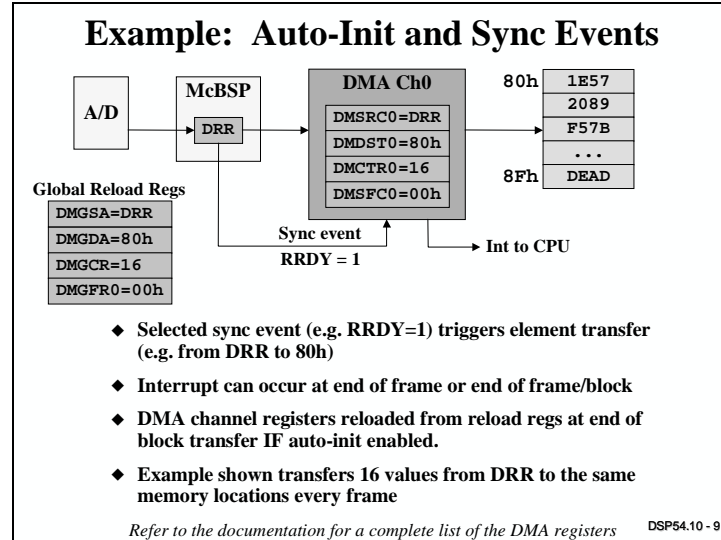 Example: Auto-Init and Sync Events
A/D
McBSP
DRR
DMA Ch0
DMSRC0=DRR
DMDST0=80h
DMCTR0=16
DMSFC0=00h
80h
1E57
2089
F57B
...
8Fh
DEAD
Global Reload Regs
DMGSA=DRR
DMGDA=80h
DMGCR=16
DMGFR0=00h
Sync event
RRDY = 1
Int to CPU
◆ Selected sync event (e.g. RRDY=1) triggers element transfer
(e.g. from DRR to 80h)
◆ Interrupt can occur at end of frame or end of frame/block
◆ DMA channel registers reloaded from reload regs at end of
block transfer IF auto-init enabled.
◆ Example shown transfers 16 values from DRR to the same
memory locations every frame
Refer to the documentation for a complete list of the DMA registers
DSP54.10 - 9